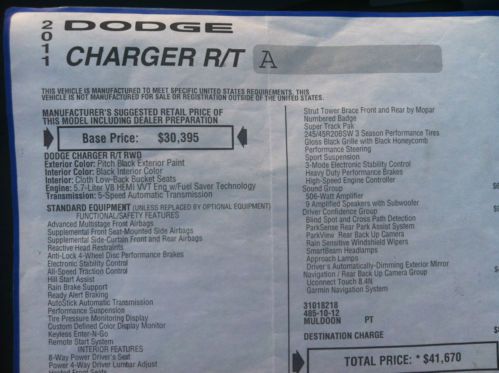 2011 DODGE
CHARGER R/T A
THIS VEHICLE IS MANUFACTURED TO MEET SPECIFIC UNITED STATES REQUIREMENTS. THIS
VEHICLE IS NOT MANUFACTURED FOR SALE OR REGISTRATION OUTSIDE OF THE UNITED STATES.
MANUFACTURER'S SUGGESTED RETAIL PRICE OF
THIS MODEL INCLUDING DEALER PREPARATION
Base Price: $30,395
DODGE CHARGER R/T RWD
Exterior Color: Pitch Black Exterior Paint
Interior Color: Black Interior Color
Interior: Cloth Low-Back Bucket Seats
Engine: 5.7-Liter V8 HEMI VVT Eng w/Fuel Saver Technology
Transmission: 5-Speed Automatic Transmission
STANDARD EQUIPMENT (UNLESS REPLACED BY OPTIONAL EQUIPMENT)
FUNCTIONAL/SAFETY FEATURES
Advanced Multistage Front Airbags
Supplemental Front Seat-Mounted Side Airbags
Supplemental Side-Curtain Front and Rear Airbags
Reactive Head Restraints
Anti-Lock 4-Wheel Disc Performance Brakes
Electronic Stability Control
All-Speed Traction Control
Hill Start Assist
Rain Brake Support
Ready Alert Braking
AutoStick Automatic Transmission
Performance Suspension
Tire Pressure Monitoring Display
Custom Defined Color Display Monitor
Keyless Enter-N-Go
Remote Start System
INTERIOR FEATURES
8-Way Power Driver's Seat
Power 4-Way Driver Lumbar Adjust
Heated Front Seats
Strut Tower Brace Front and Rear by Mopar
Numbered Badge
Super Track Pak
245/45R20BSW 3 Season Performance Tires
Gloss Black Grille with Black Honeycomb
Performance Steering
Sport Suspension
3-Mode Electronic Stability Control
Heavy Duty Performance Brakes
High-Speed Engine Controller
Sound Group
506-Watt Amplifier
9 Amplified Speakers with Subwoofer
Driver Confidence Group
Blind Spot and Cross Path Detection
ParkSense Rear Park Assist System
ParkView Rear Back Up Camera
Rain Sensitive Windshield Wipers
SmartBeam Headlamps
Approach Lamps
Driver's Automatically-Dimming Exterior Mirror
Navigation / Rear Back Up Camera Group
Uconnect Touch 8.4N
Garmin Navigation System
31018218
485-10-12
MULDOON PT
DESTINATION CHARGE
TOTAL PRICE: * $41,670